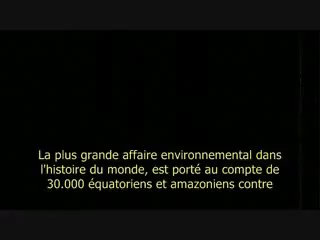 La plus grande affaire environnemental dans
l'histoire du monde, est porté au compte de
30.000 équatoriens et amazoniens contre